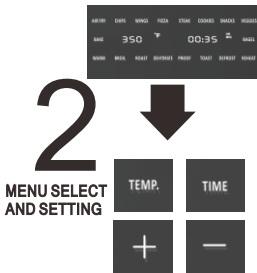 AIR FRY CHIPS WINGS PIZZA STEAK COOKIES SNACKS VEGGIES
BAKE 350 °F 00:35 BAGEL
WARM BROIL ROAST DEHYDRATE PROOF TOAST DEFROST REHEAT
2
MENU SELECT
AND SETTING
TEMP. TIME
+ −